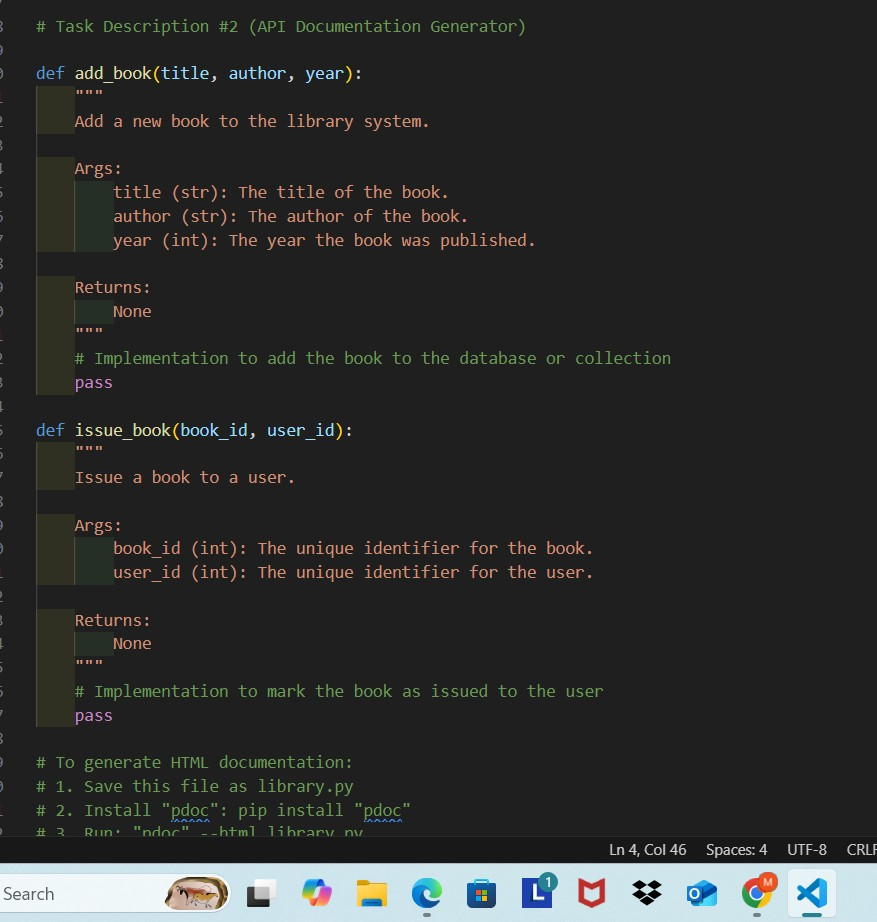 # Task Description #2 (API Documentation Generator)
def add_book(title, author, year):
"""
Add a new book to the library system.
Args:
title (str): The title of the book.
author (str): The author of the book.
year (int): The year the book was published.
Returns:
None
"""
# Implementation to add the book to the database or collection
pass
def issue_book(book_id, user_id):
"""
Issue a book to a user.
Args:
book_id (int): The unique identifier for the book.
user_id (int): The unique identifier for the user.
Returns:
None
"""
# Implementation to mark the book as issued to the user
pass
# To generate HTML documentation:
# 1. Save this file as library.py
# 2. Install "pdoc": pip install "pdoc"
# 3. Run: "pdoc" --html library.py
Ln 4, Col 46 Spaces: 4 UTF-8 CRLF
Search L 1 M